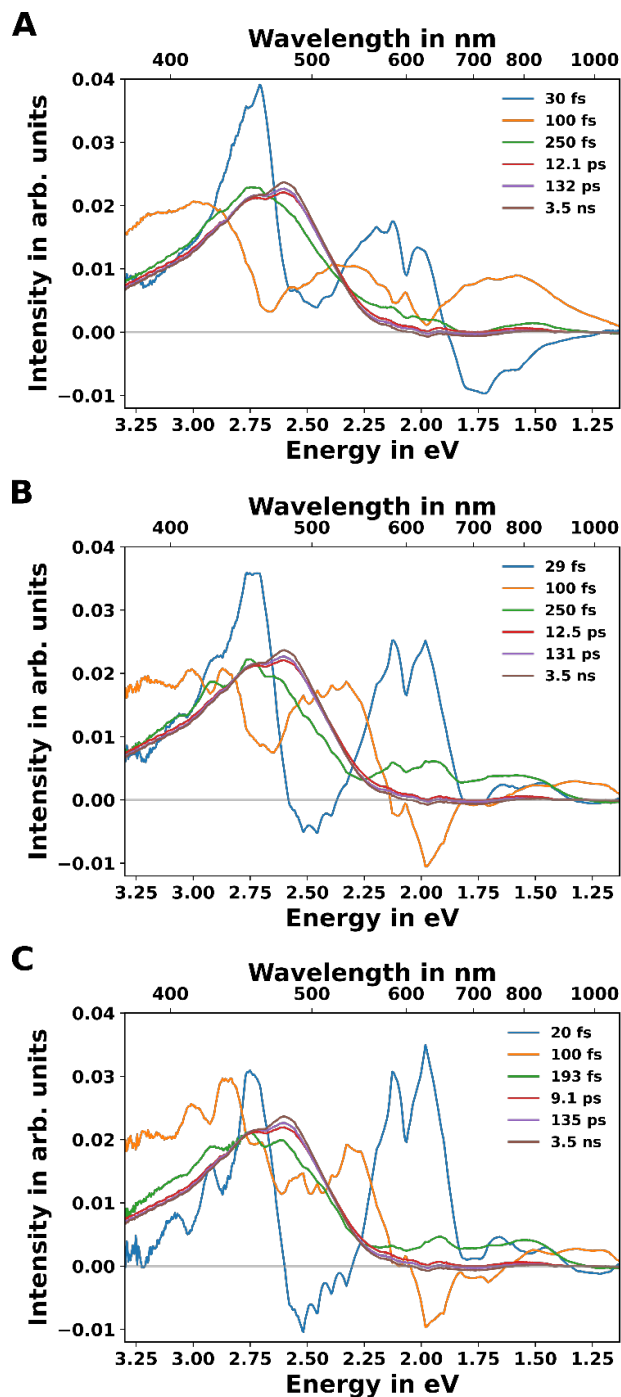 A
Wavelength in nm
400 500 600 700 800 1000
Intensity in arb. units
0.04
0.03
0.02
0.01
0.00
−0.01
30 fs
100 fs
250 fs
12.1 ps
132 ps
3.5 ns
3.25 3.00 2.75 2.50 2.25 2.00 1.75 1.50 1.25
Energy in eV
B
Wavelength in nm
400 500 600 700 800 1000
Intensity in arb. units
0.04
0.03
0.02
0.01
0.00
−0.01
29 fs
100 fs
250 fs
12.5 ps
131 ps
3.5 ns
3.25 3.00 2.75 2.50 2.25 2.00 1.75 1.50 1.25
Energy in eV
C
Wavelength in nm
400 500 600 700 800 1000
Intensity in arb. units
0.04
0.03
0.02
0.01
0.00
−0.01
20 fs
100 fs
193 fs
9.1 ps
135 ps
3.5 ns
3.25 3.00 2.75 2.50 2.25 2.00 1.75 1.50 1.25
Energy in eV